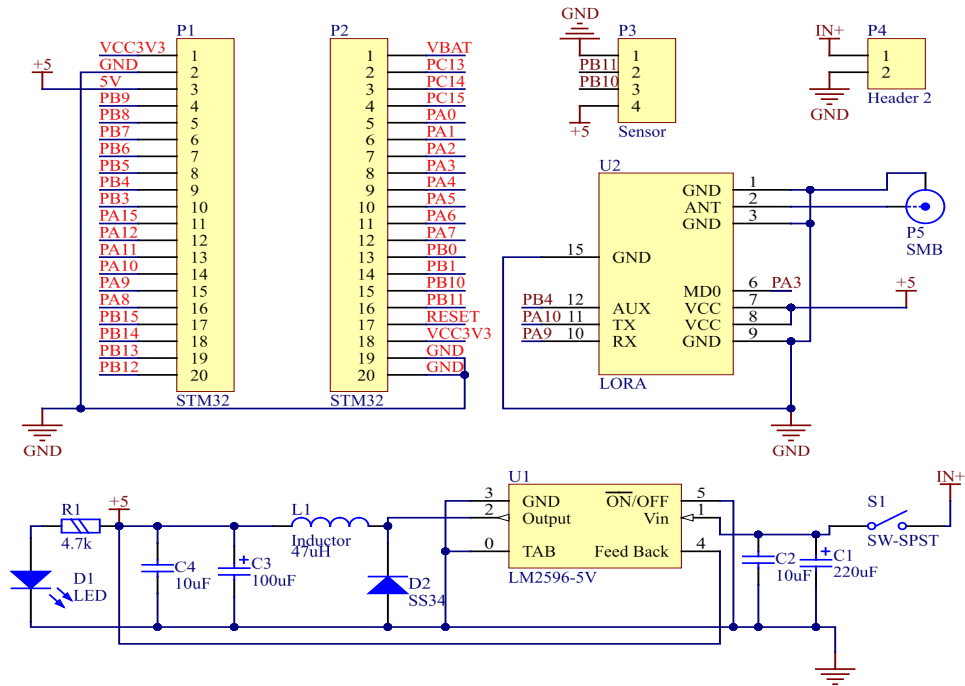 P1
VCC3V3 1
GND 2
+5
5V 3
PB9 4
PB8 5
PB7 6
PB6 7
PB5 8
PB4 9
PB3 10
PA15 11
PA12 12
PA11 13
PA10 14
PA9 15
PA8 16
PB15 17
PB14 18
PB13 19
PB12 20
STM32
GND
P2
1 VBAT
2 PC13
3 PC14
4 PC15
5 PA0
6 PA1
7 PA2
8 PA3
9 PA4
10 PA5
11 PA6
12 PA7
13 PB0
14 PB1
15 PB10
16 PB11
17 RESET
18 VCC3V3
19 GND
20 GND
STM32
GND
P3
1
PB11 2
PB10 3
4
+5
Sensor
P4
IN+ 1
2
GND
Header 2
U2
GND 1
ANT 2
GND 3
P5
SMB
15 GND
MD0 6 PA3
+5
PB4 12 AUX
VCC 7
PA10 11 TX
VCC 8
PA9 10 RX
GND 9
LORA
GND
U1
3 GND
ON/OFF 5
2 Output
Vin 1
0 TAB
Feed Back 4
LM2596-5V
IN+
S1
SW-SPST
R1
4.7k
+5
L1
Inductor
47uH
D1
LED
C4
10uF
C3
100uF
D2
SS34
C2
10uF
C1
220uF